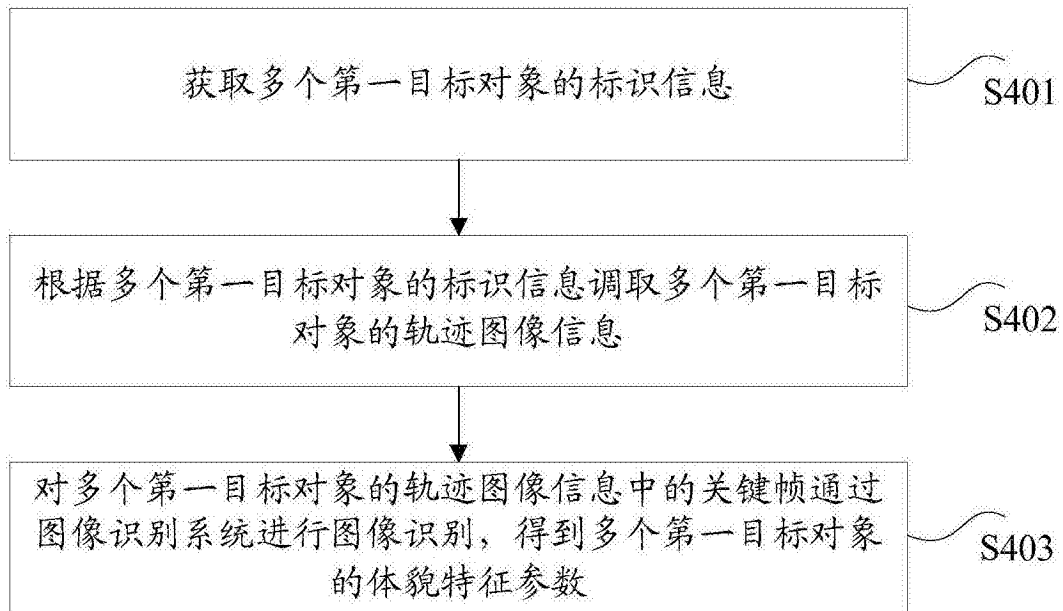 获取多个第一目标对象的标识信息
S401
根据多个第一目标对象的标识信息调取多个第一目标
对象的轨迹图像信息
S402
对多个第一目标对象的轨迹图像信息中的关键帧通过
图像识别系统进行图像识别，得到多个第一目标对象
的体貌特征参数
S403